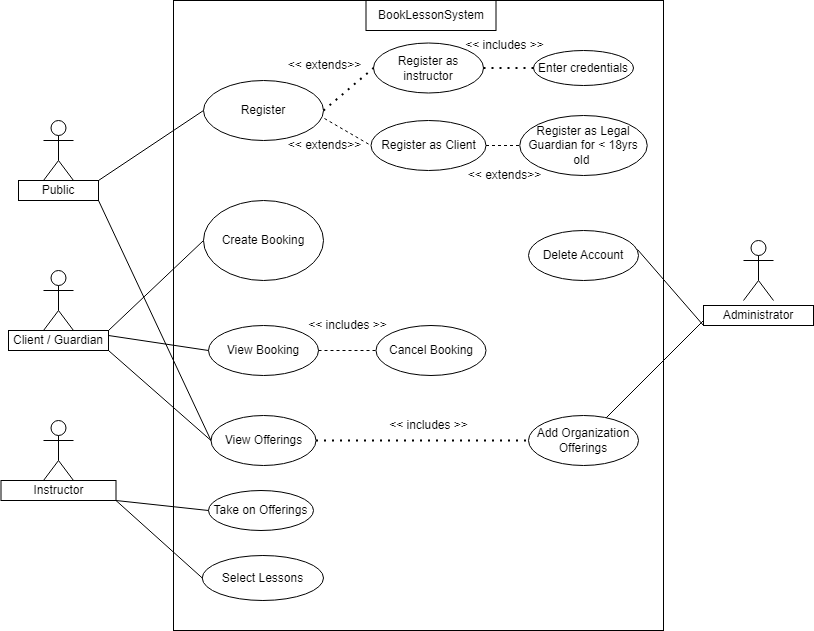 BookLessonSystem
<< includes >>
<< extends>>
Register as
instructor
Enter credentials
Register
Register as Legal
Guardian for < 18yrs
old
<< extends>>
Register as Client
<< extends>>
Public
Create Booking
Delete Account
Administrator
<< includes >>
Client / Guardian
View Booking
Cancel Booking
<< includes >>
View Offerings
Add Organization
Offerings
Instructor
Take on Offerings
Select Lessons